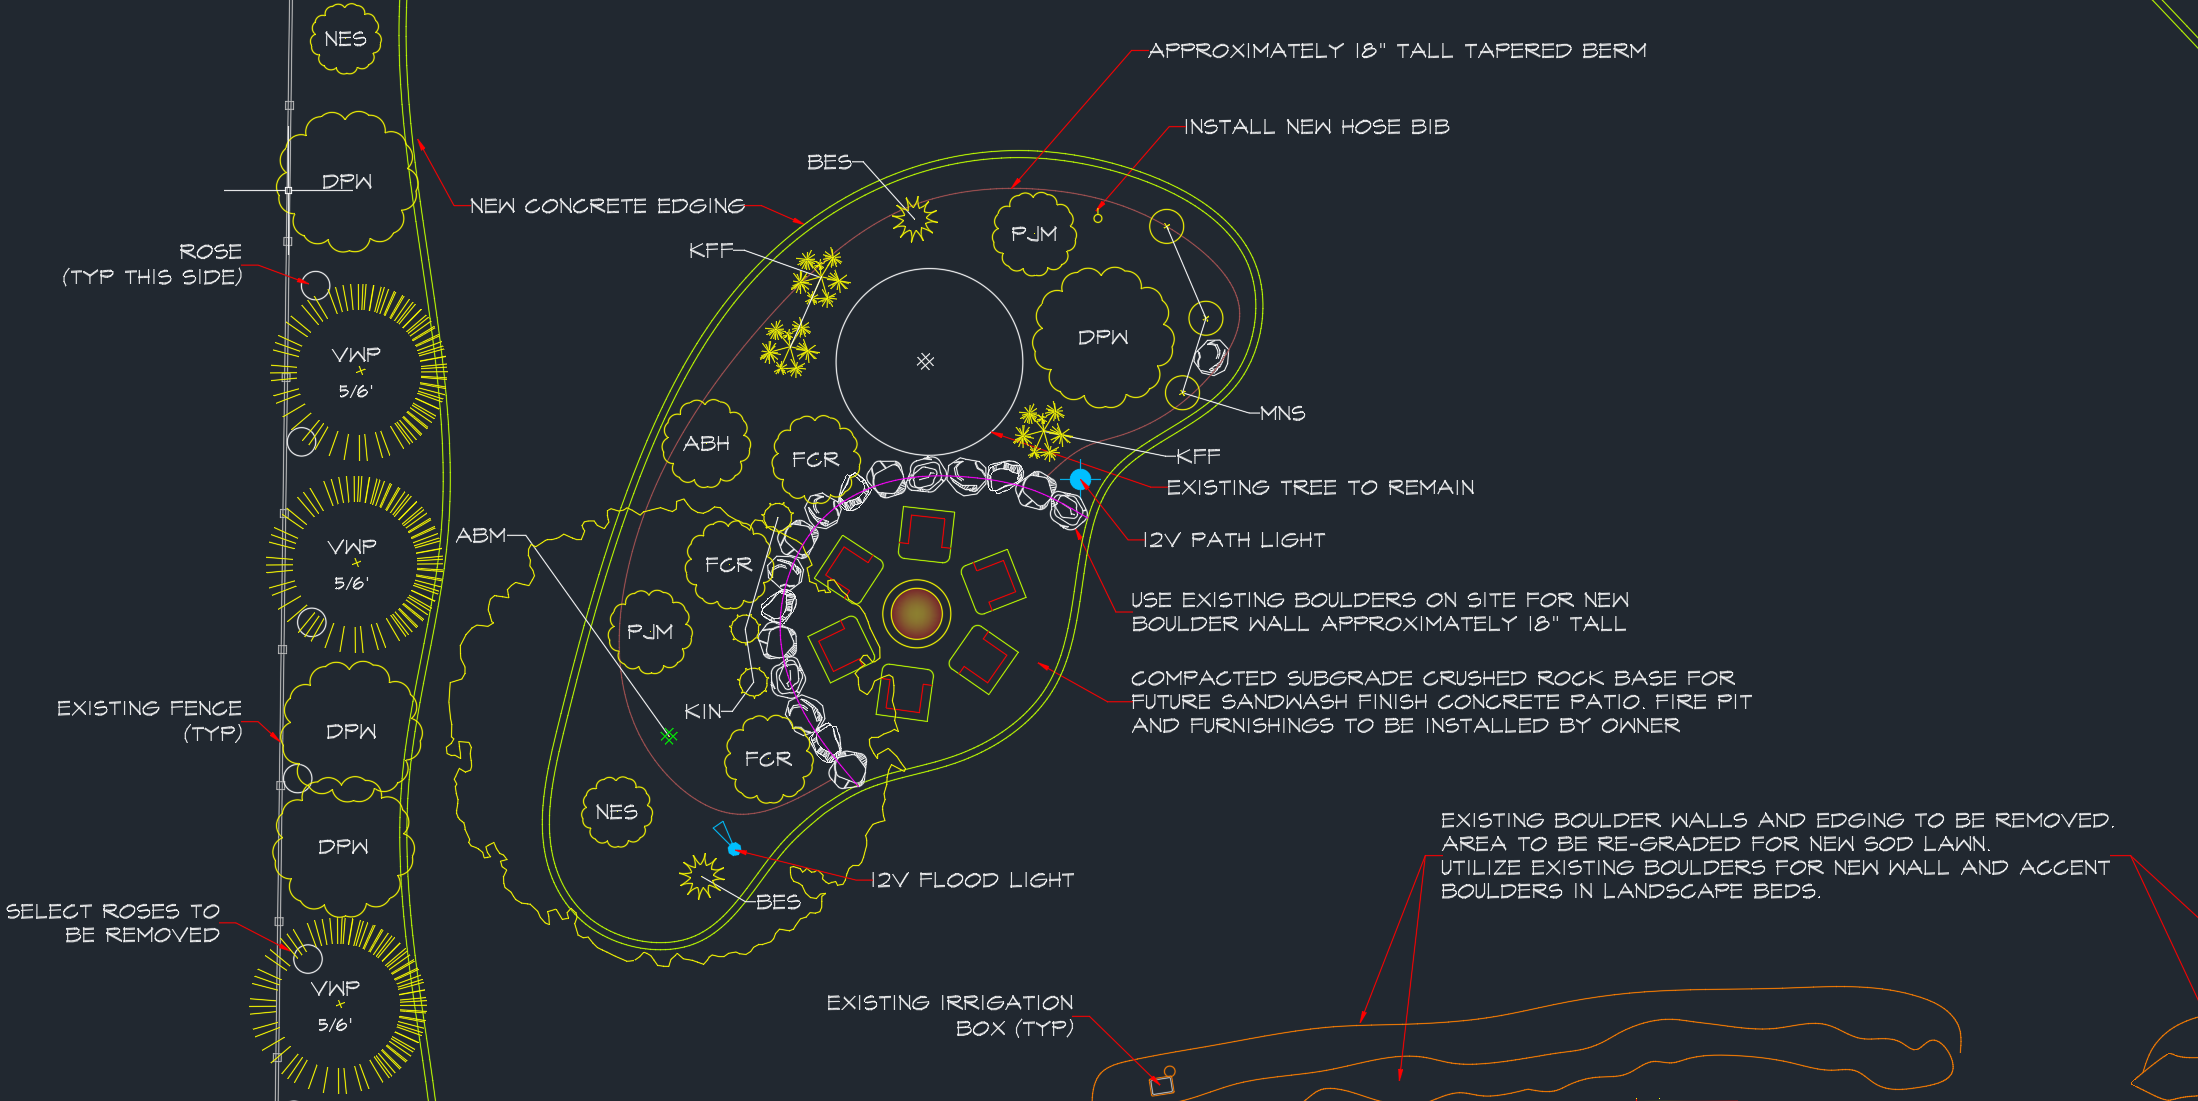 NES
APPROXIMATELY 18" TALL TAPERED BERM
INSTALL NEW HOSE BIB
BES
DPW
NEW CONCRETE EDGING
PJM
KFF
ROSE
(TYP THIS SIDE)
DPW
VWP
5/6'
MNS
ABH
FCR
KFF
EXISTING TREE TO REMAIN
ABM
12V PATH LIGHT
VWP
5/6'
FCR
USE EXISTING BOULDERS ON SITE FOR NEW
BOULDER WALL APPROXIMATELY 18" TALL
PJM
COMPACTED SUBGRADE CRUSHED ROCK BASE FOR
FUTURE SANDWASH FINISH CONCRETE PATIO. FIRE PIT
AND FURNISHINGS TO BE INSTALLED BY OWNER
KIN
EXISTING FENCE
(TYP)
DPW
FCR
NES
EXISTING BOULDER WALLS AND EDGING TO BE REMOVED.
AREA TO BE RE-GRADED FOR NEW SOD LAWN.
UTILIZE EXISTING BOULDERS FOR NEW WALL AND ACCENT
BOULDERS IN LANDSCAPE BEDS.
DPW
12V FLOOD LIGHT
BES
SELECT ROSES TO
BE REMOVED
VWP
5/6'
EXISTING IRRIGATION
BOX (TYP)